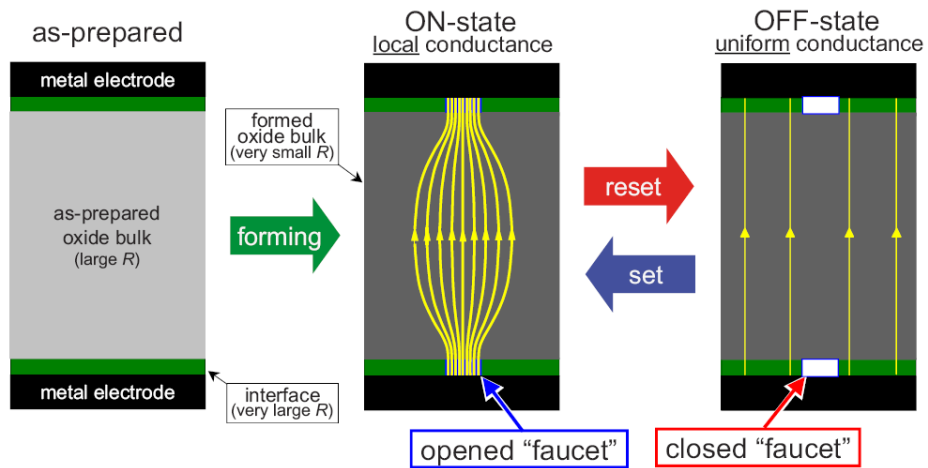 as-prepared
metal electrode
as-prepared
oxide bulk
(large R)
metal electrode
interface
(very large R)
forming
formed
oxide bulk
(very small R)
ON-state
local conductance
opened “faucet”
reset
set
OFF-state
uniform conductance
closed “faucet”